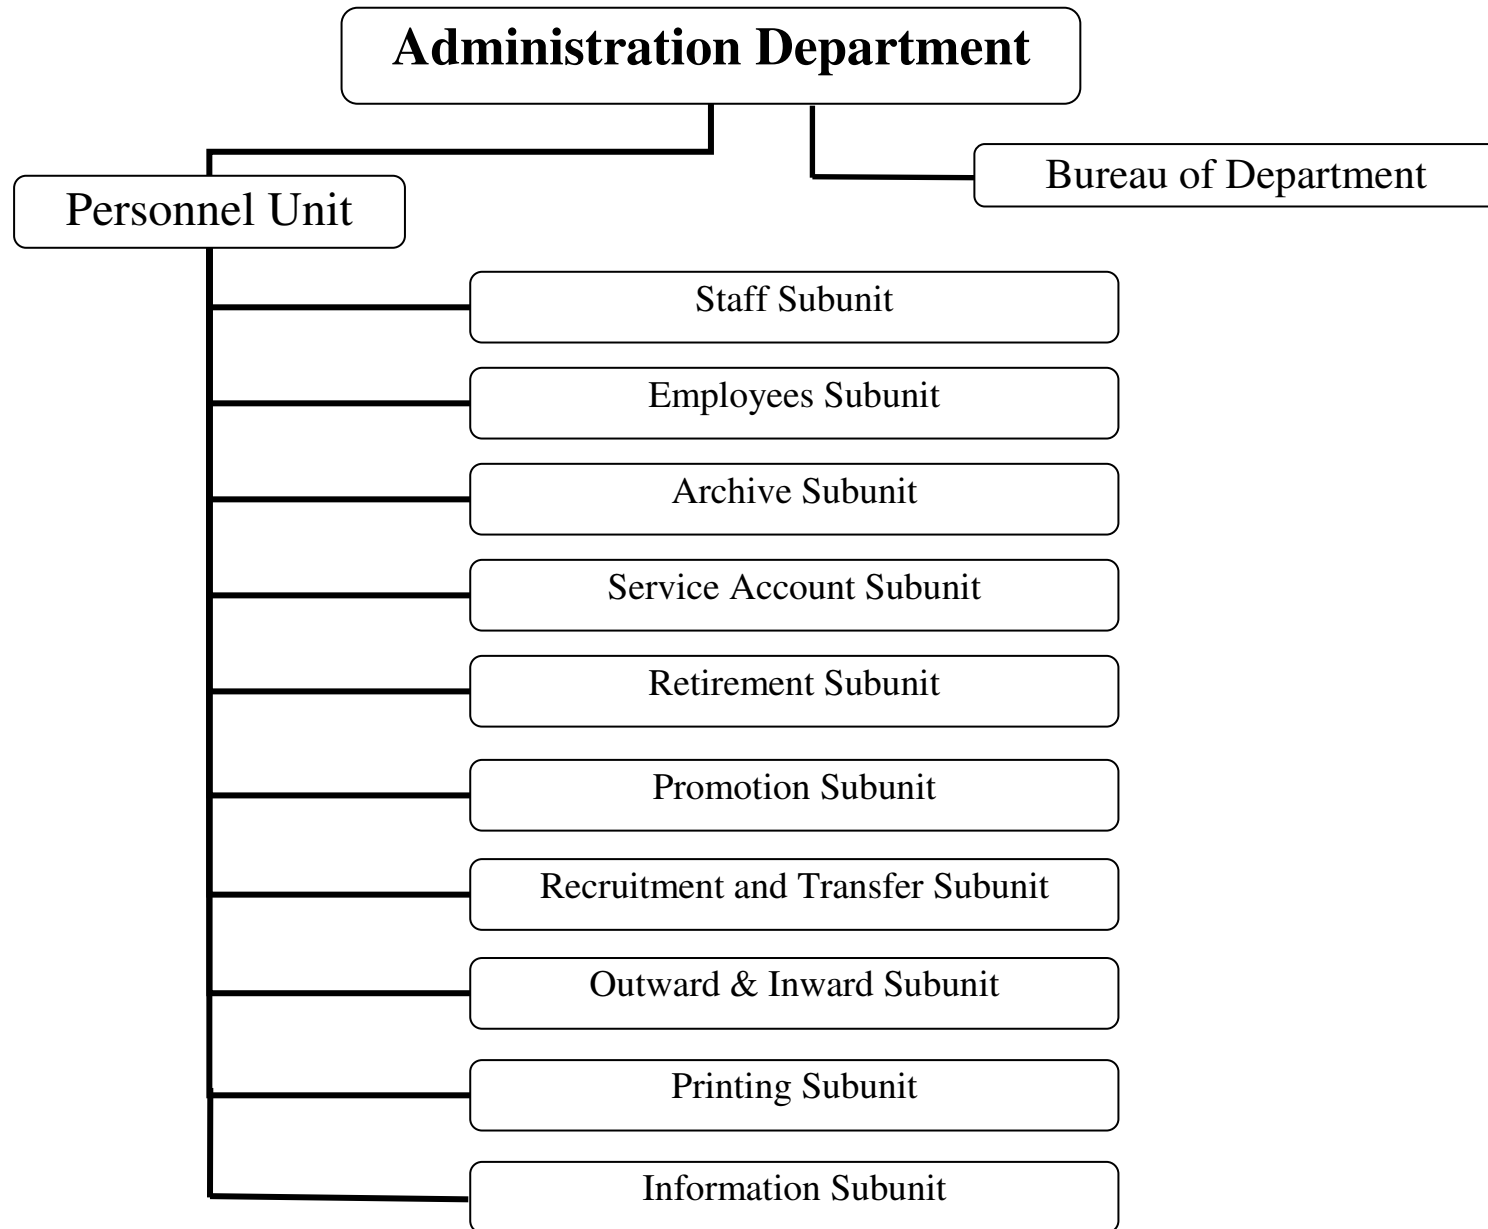 Administration Department
Bureau of Department
Personnel Unit
Staff Subunit
Employees Subunit
Archive Subunit
Service Account Subunit
Retirement Subunit
Promotion Subunit
Recruitment and Transfer Subunit
Outward & Inward Subunit
Printing Subunit
Information Subunit